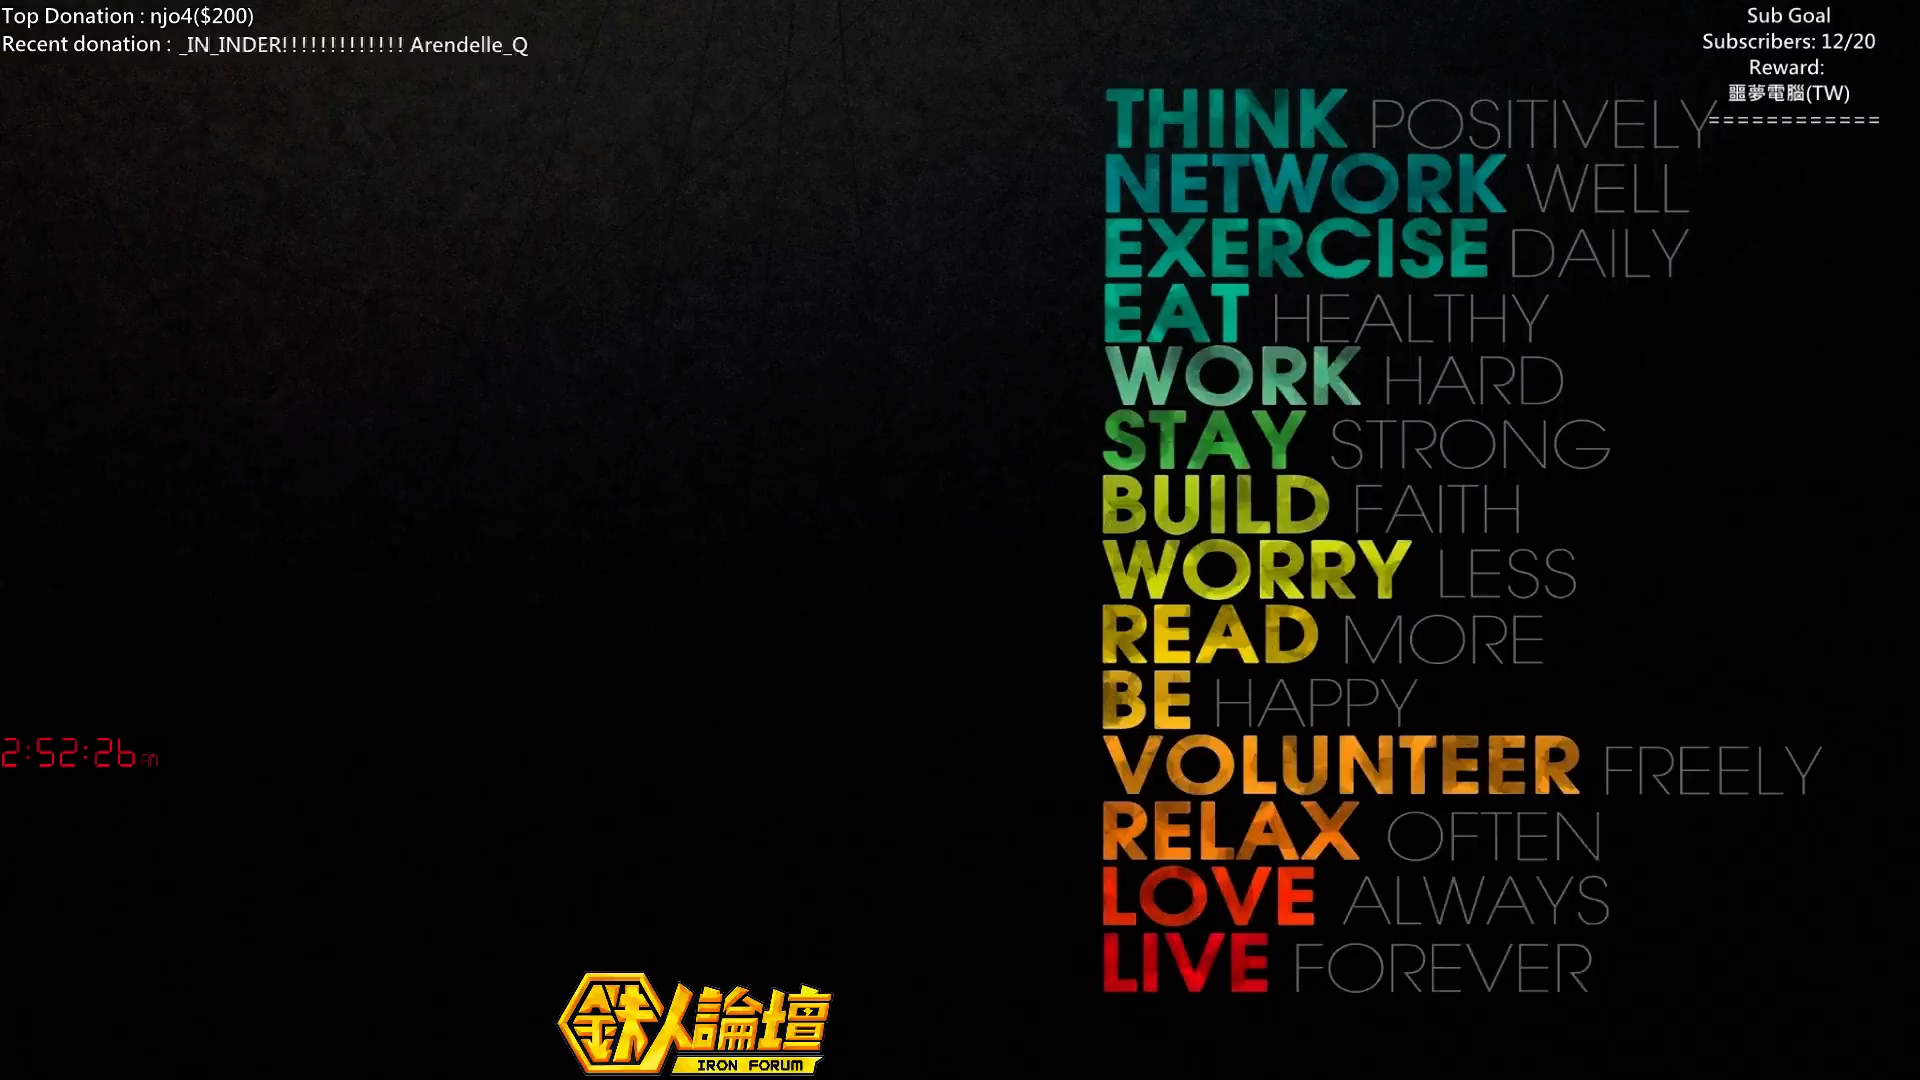 Top Donation : njo4($200)
Recent donation : _IN_INDER!!!!!!!!!!!!! Arendelle_Q
Sub Goal
Subscribers: 12/20
Reward:
噩夢電腦(TW)
============
THINK POSITIVELY
NETWORK WELL
EXERCISE DAILY
EAT HEALTHY
WORK HARD
STAY STRONG
BUILD FAITH
WORRY LESS
READ MORE
BE HAPPY
VOLUNTEER FREELY
RELAX OFTEN
LOVE ALWAYS
LIVE FOREVER
2:52:26 AM
鉄人論壇
IRON FORUM